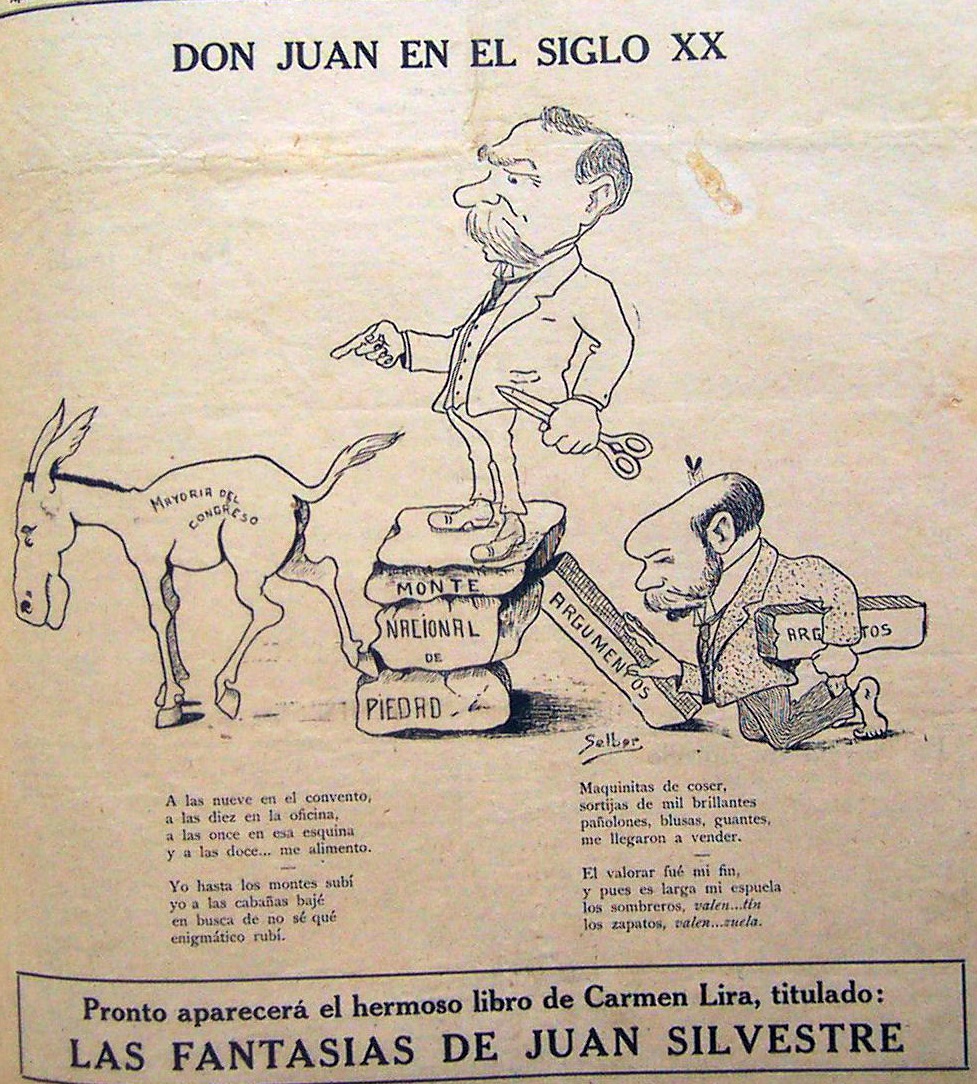 DON JUAN EN EL SIGLO XX
MAYORIA DEL
CONGRESO
MONTE
NACIONAL
DE
PIEDAD
ARGUMENTOS
ARG TOS
Selbor
A las nueve en el convento,
a las diez en la oficina,
a las once en esa esquina
y a las doce... me alimento.
Yo hasta los montes subí
yo a las cabañas bajé
en busca de no sé qué
enigmático rubí.
Maquinitas de coser,
sortijas de mil brillantes
pañolones, blusas, guantes,
me llegaron a vender.
El valorar fué mi fin,
y pues es larga mi espuela
los sombreros, valen...tín
los zapatos, valen...zuela.
Pronto aparecerá el hermoso libro de Carmen Lira, titulado:
LAS FANTASIAS DE JUAN SILVESTRE